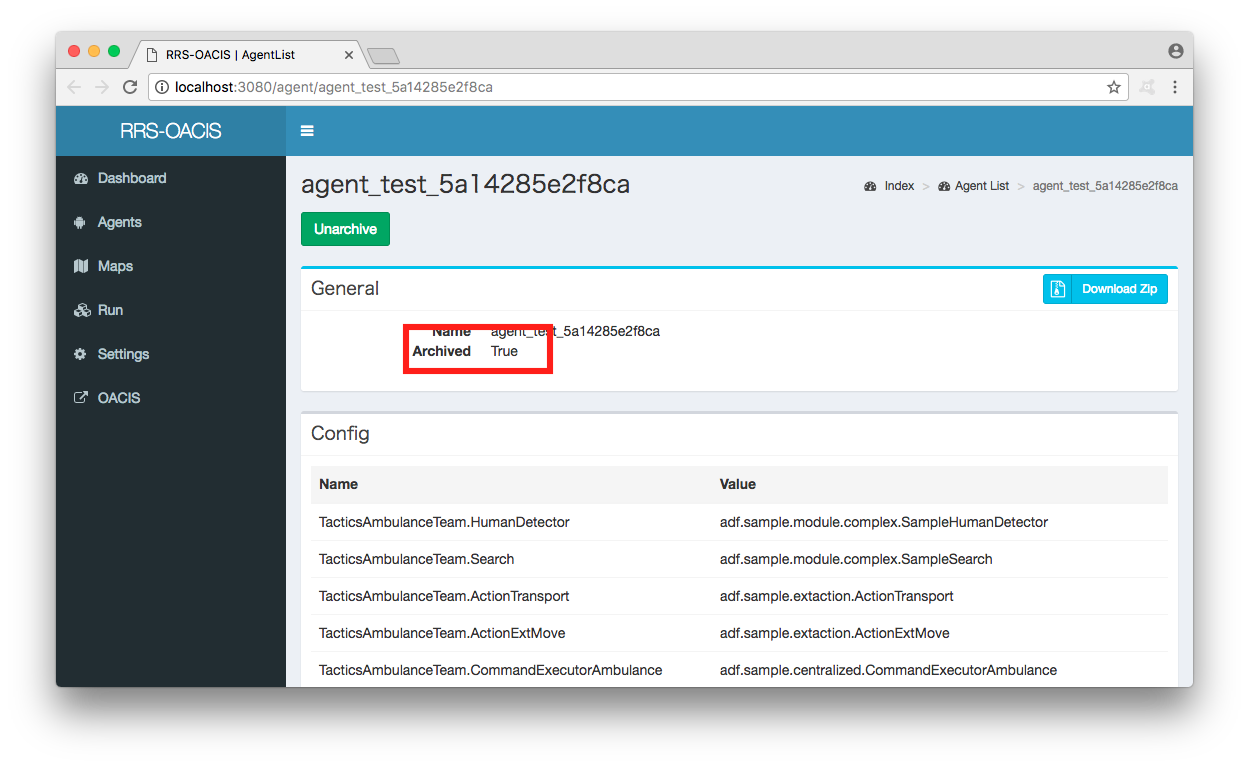 RRS-OACIS | AgentList
localhost:3080/agent/agent_test_5a14285e2f8ca
RRS-OACIS
Dashboard
Agents
Maps
Run
Settings
OACIS
agent_test_5a14285e2f8ca
Index > Agent List > agent_test_5a14285e2f8ca
Unarchive
General
Download Zip
Name agent_test_5a14285e2f8ca
Archived True
Config
Name Value
TacticsAmbulanceTeam.HumanDetector adf.sample.module.complex.SampleHumanDetector
TacticsAmbulanceTeam.Search adf.sample.module.complex.SampleSearch
TacticsAmbulanceTeam.ActionTransport adf.sample.extaction.ActionTransport
TacticsAmbulanceTeam.ActionExtMove adf.sample.extaction.ActionExtMove
TacticsAmbulanceTeam.CommandExecutorAmbulance adf.sample.centralized.CommandExecutorAmbulance